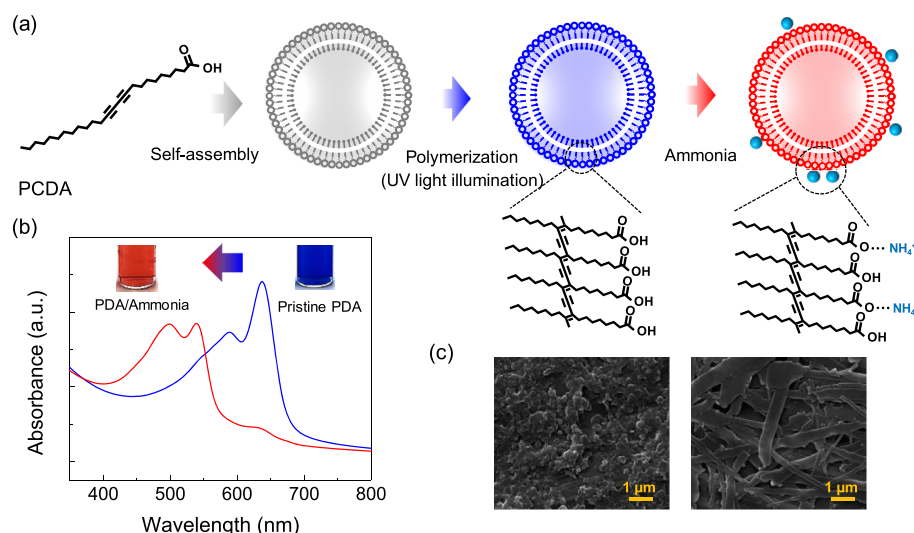 (a)
O
OH
PCDA
Self-assembly
Polymerization
(UV light illumination)
Ammonia
O
OH
O
OH
O
OH
O
OH
O
O NH₄⁺
O
OH
O
O NH₄
O
OH
(b)
PDA/Ammonia
Pristine PDA
Absorbance (a.u.)
400 500 600 700 800
Wavelength (nm)
(c)
1 μm
1 μm